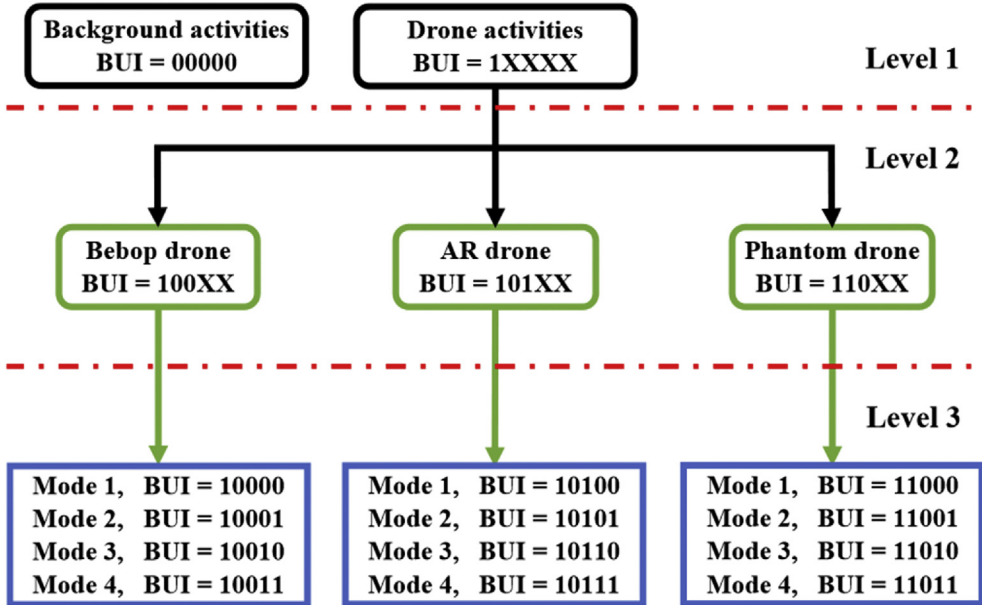 Background activities
BUI = 00000
Drone activities
BUI = 1XXXX
Level 1
Level 2
Bebop drone
BUI = 100XX
AR drone
BUI = 101XX
Phantom drone
BUI = 110XX
Level 3
Mode 1, BUI = 10000
Mode 2, BUI = 10001
Mode 3, BUI = 10010
Mode 4, BUI = 10011
Mode 1, BUI = 10100
Mode 2, BUI = 10101
Mode 3, BUI = 10110
Mode 4, BUI = 10111
Mode 1, BUI = 11000
Mode 2, BUI = 11001
Mode 3, BUI = 11010
Mode 4, BUI = 11011